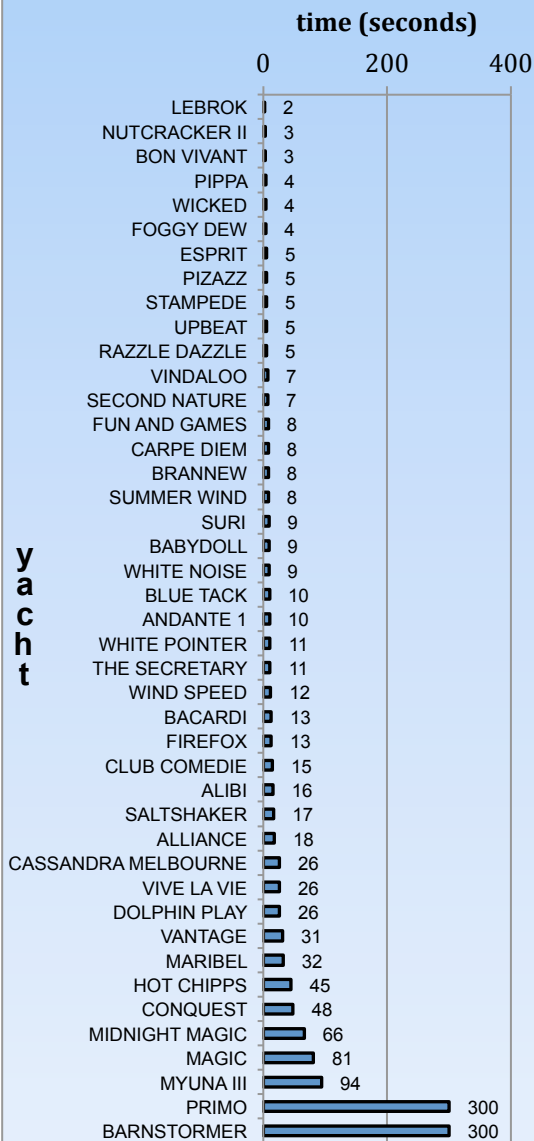 time (seconds)
0 200 400
LEBROK 2
NUTCRACKER II 3
BON VIVANT 3
PIPPA 4
WICKED 4
FOGGY DEW 4
ESPRIT 5
PIZAZZ 5
STAMPEDE 5
UPBEAT 5
RAZZLE DAZZLE 5
VINDALOO 7
SECOND NATURE 7
FUN AND GAMES 8
CARPE DIEM 8
BRANNEW 8
SUMMER WIND 8
SURI 9
BABYDOLL 9
WHITE NOISE 9
BLUE TACK 10
ANDANTE 1 10
WHITE POINTER 11
THE SECRETARY 11
WIND SPEED 12
BACARDI 13
FIREFOX 13
CLUB COMEDIE 15
ALIBI 16
SALTSHAKER 17
ALLIANCE 18
CASSANDRA MELBOURNE 26
VIVE LA VIE 26
DOLPHIN PLAY 26
VANTAGE 31
MARIBEL 32
HOT CHIPPS 45
CONQUEST 48
MIDNIGHT MAGIC 66
MAGIC 81
MYUNA III 94
PRIMO 300
BARNSTORMER 300
yacht